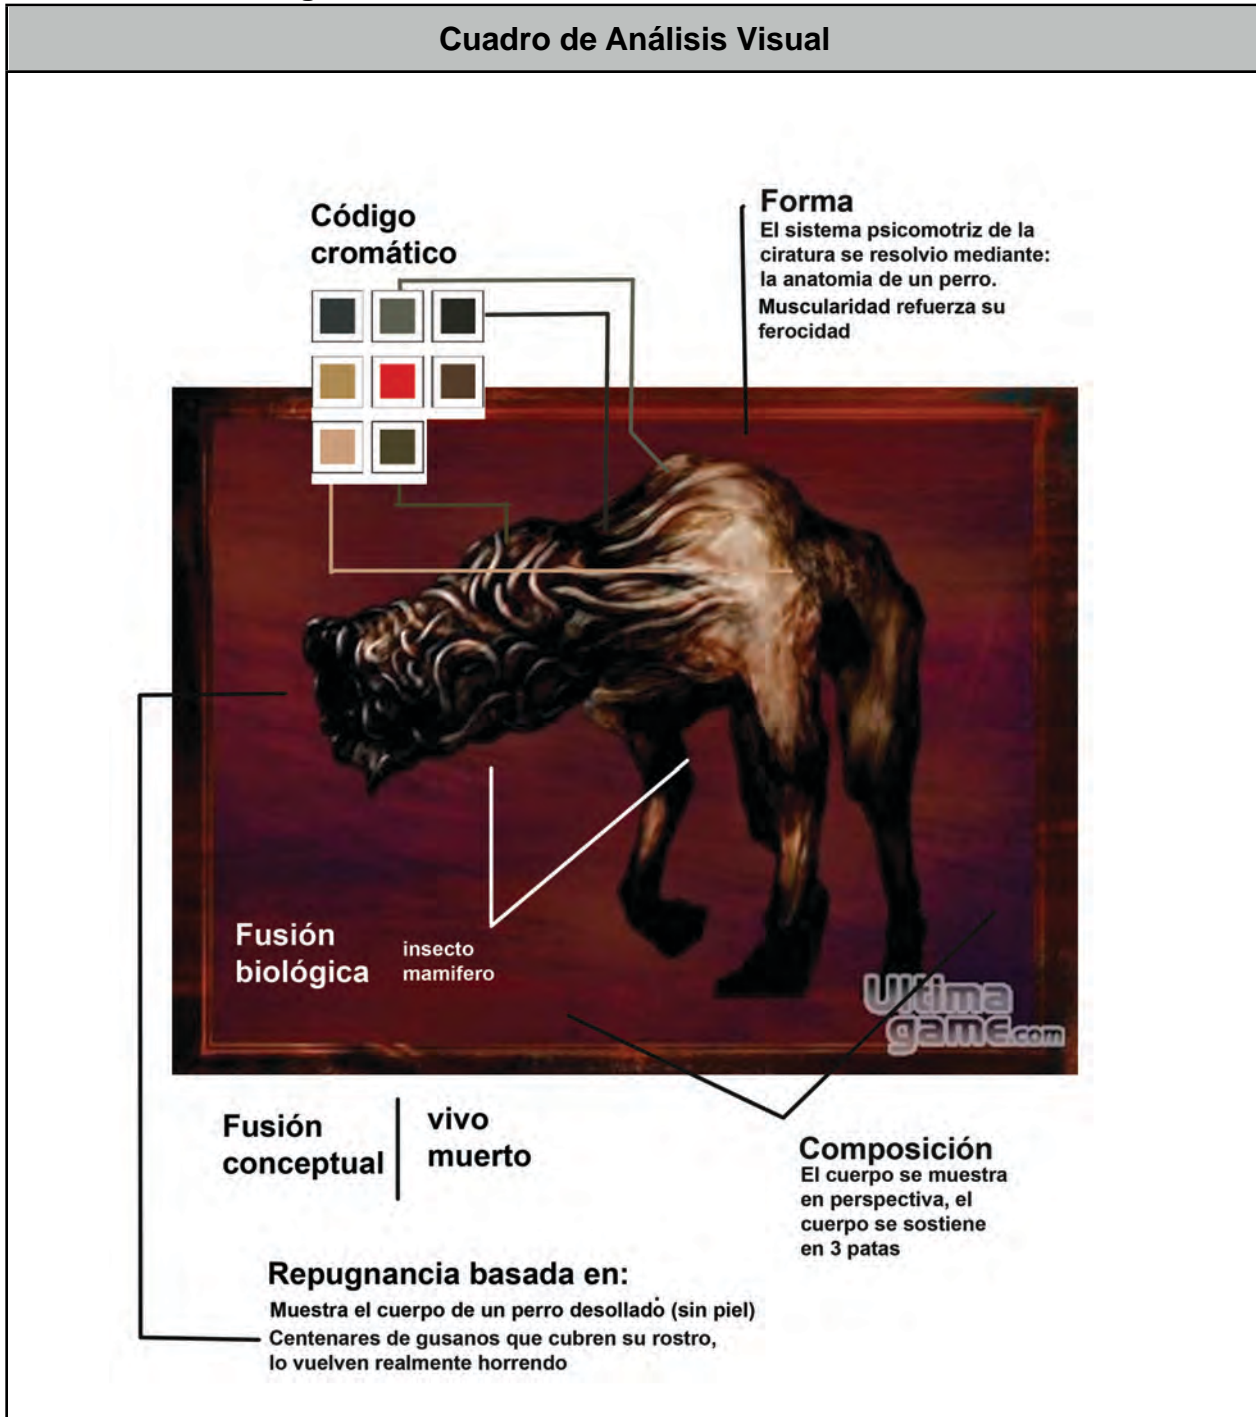 Cuadro de Análisis Visual
Código
cromático
Forma
El sistema psicomotriz de la
ciratura se resolvio mediante:
la anatomia de un perro.
Muscularidad refuerza su
ferocidad
Fusión
biológica
insecto
mamifero
Ultima
game.com
Fusión
conceptual
vivo
muerto
Composición
El cuerpo se muestra
en perspectiva, el
cuerpo se sostiene
en 3 patas
Repugnancia basada en:
Muestra el cuerpo de un perro desollado (sin piel)
Centenares de gusanos que cubren su rostro,
lo vuelven realmente horrendo